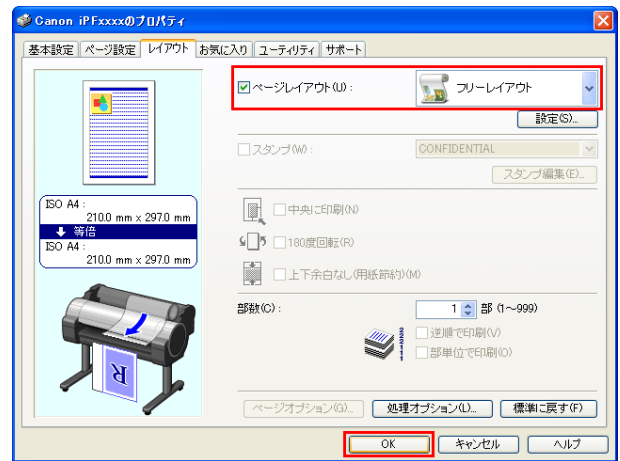 Canon iPFxxxxのプロパティ
基本設定 ページ設定 レイアウト お気に入り ユーティリティ サポート
ページレイアウト(U) : フリーレイアウト
設定(S)...
スタンプ(W) : CONFIDENTIAL
スタンプ編集(E)...
ISO A4 :
210.0 mm x 297.0 mm
等倍
ISO A4 :
210.0 mm x 297.0 mm
中央に印刷(N)
180度回転(R)
上下余白なし(用紙節約)(M)
部数(C) : 1 部 (1～999)
逆順で印刷(V)
部単位で印刷(O)
ページオプション(G)... 処理オプション(L)... 標準に戻す(F)
OK キャンセル ヘルプ